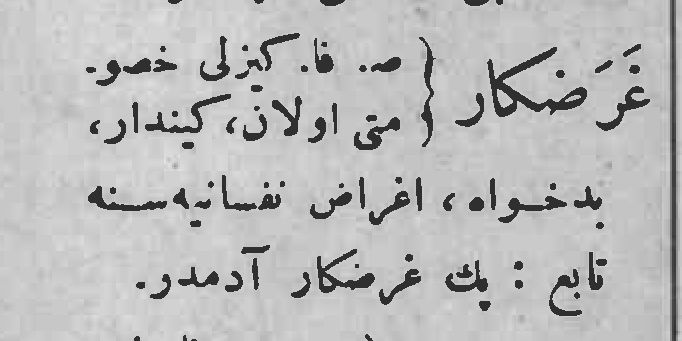 غَرَضكار { ص. فا. كيزلى خصو-
متى اولان، كيندار،
بدخواه، اغراض نفسانيه‌سنه
تابع : پك غرضكار آدمدر.